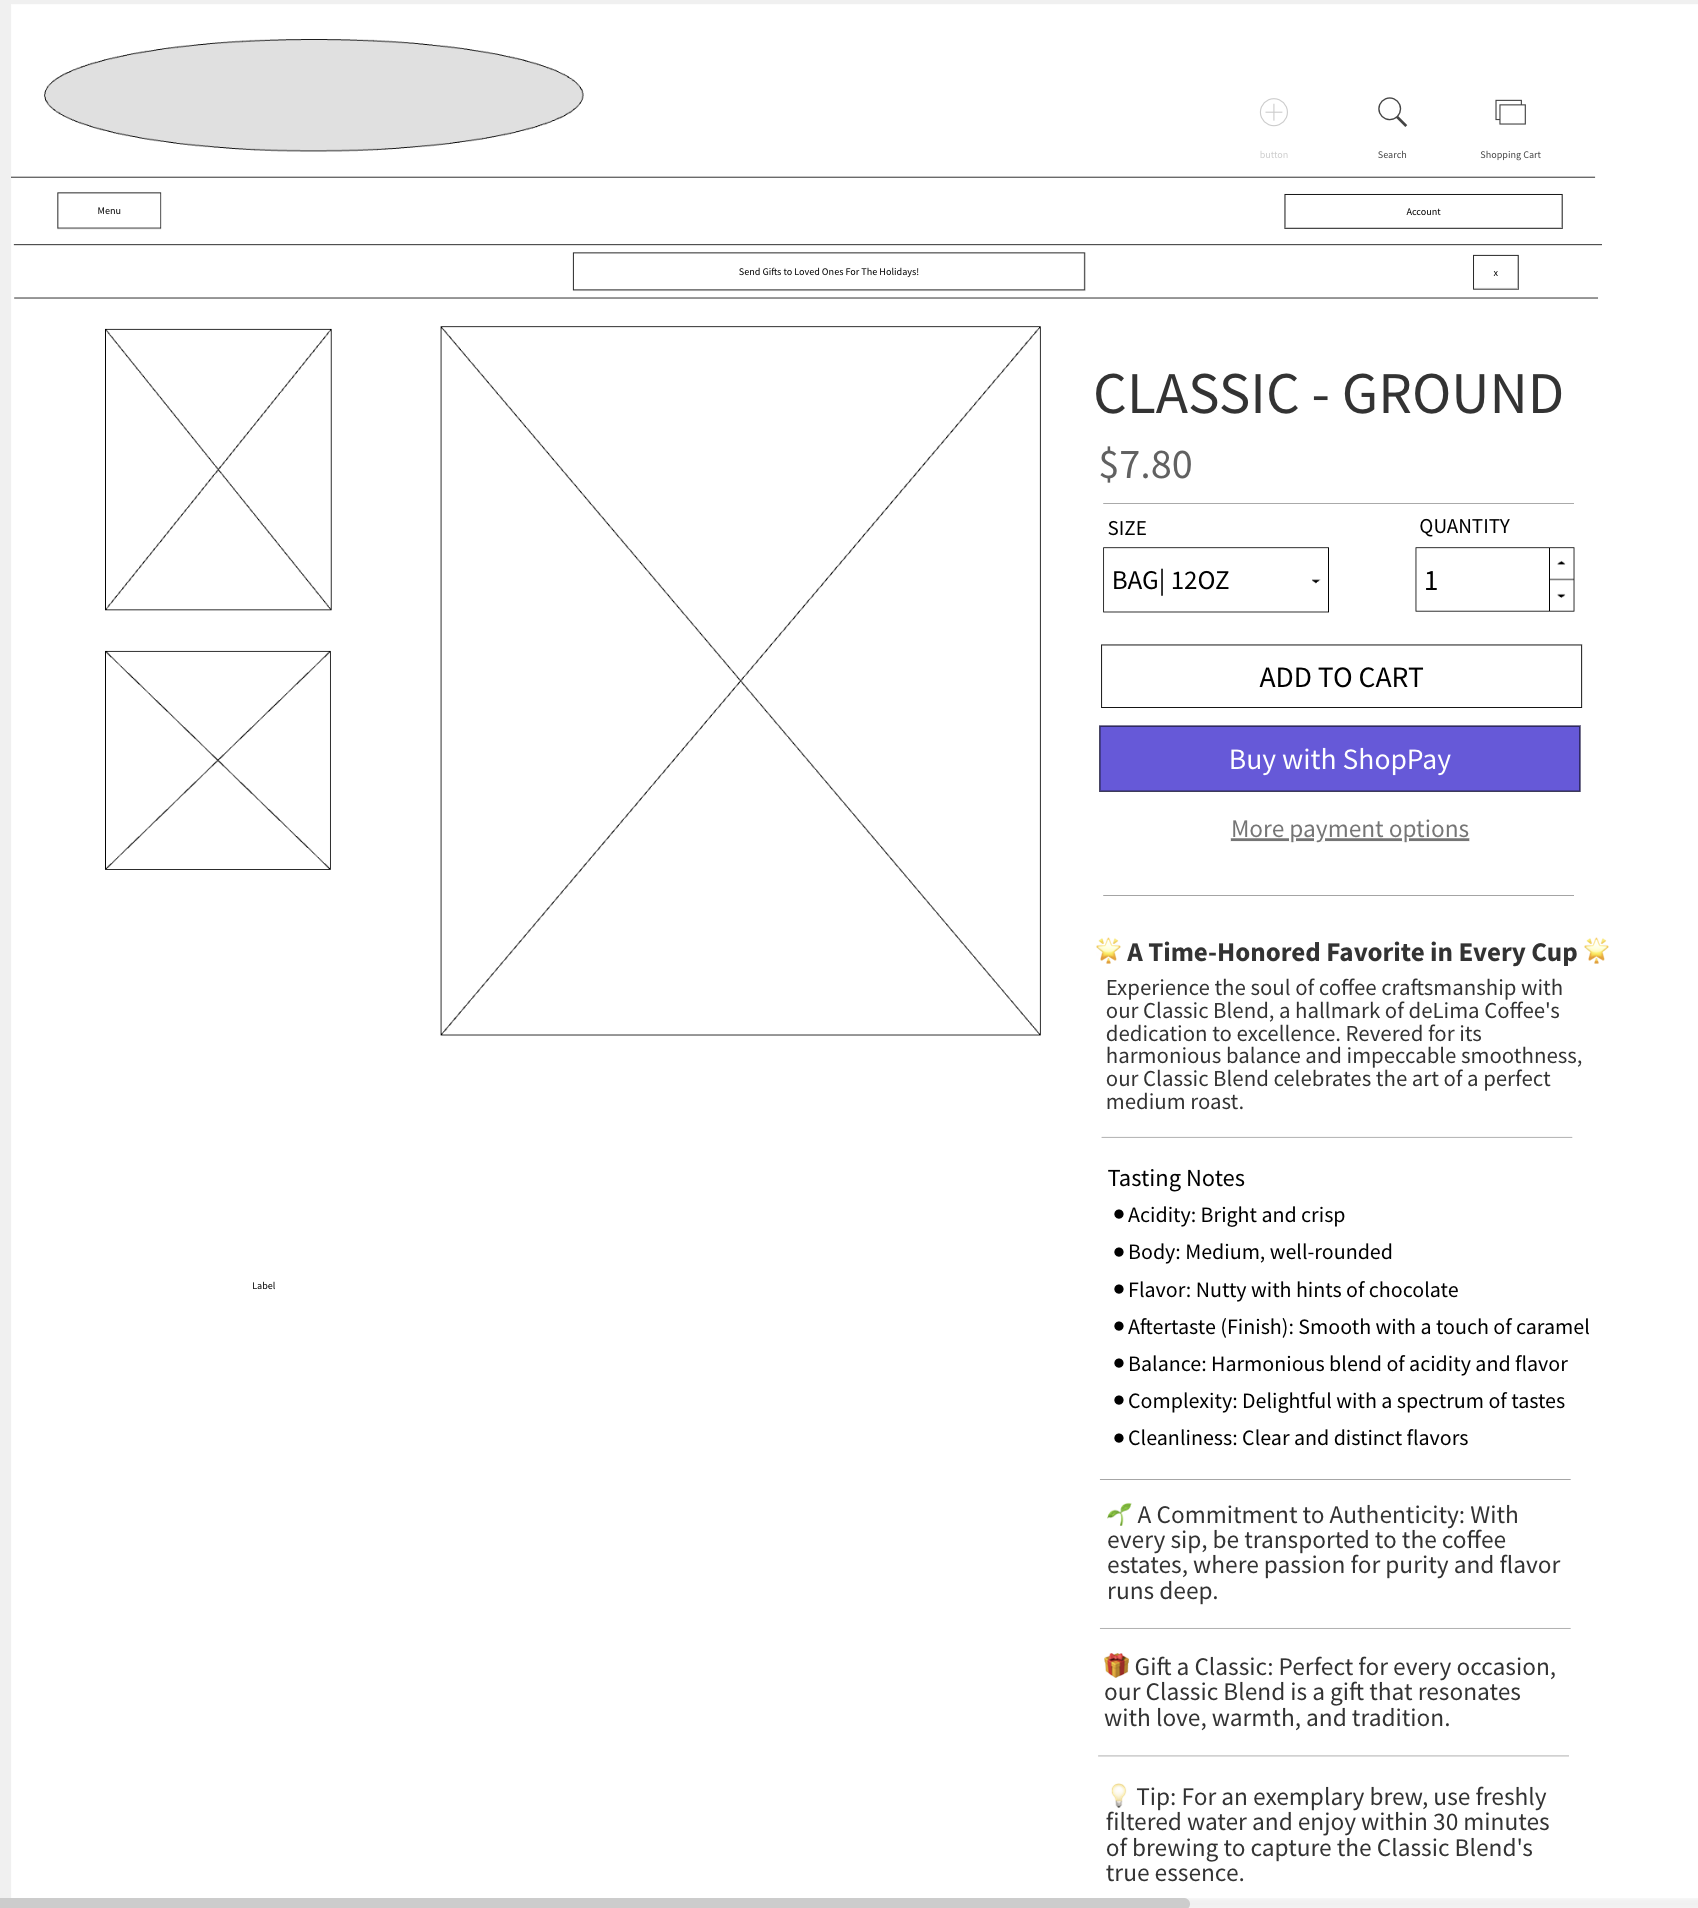 button
Search
Shopping Cart
Menu
Account
Send Gifts to Loved Ones For The Holidays!
x
CLASSIC - GROUND
$7.80
SIZE
QUANTITY
BAG| 12OZ
1
ADD TO CART
Buy with ShopPay
More payment options
🌟 A Time-Honored Favorite in Every Cup 🌟
Experience the soul of coffee craftsmanship with
our Classic Blend, a hallmark of deLima Coffee's
dedication to excellence. Revered for its
harmonious balance and impeccable smoothness,
our Classic Blend celebrates the art of a perfect
medium roast.
Tasting Notes
● Acidity: Bright and crisp
● Body: Medium, well-rounded
● Flavor: Nutty with hints of chocolate
● Aftertaste (Finish): Smooth with a touch of caramel
● Balance: Harmonious blend of acidity and flavor
● Complexity: Delightful with a spectrum of tastes
● Cleanliness: Clear and distinct flavors
Label
🌱 A Commitment to Authenticity: With
every sip, be transported to the coffee
estates, where passion for purity and flavor
runs deep.
🎁 Gift a Classic: Perfect for every occasion,
our Classic Blend is a gift that resonates
with love, warmth, and tradition.
💡 Tip: For an exemplary brew, use freshly
filtered water and enjoy within 30 minutes
of brewing to capture the Classic Blend's
true essence.